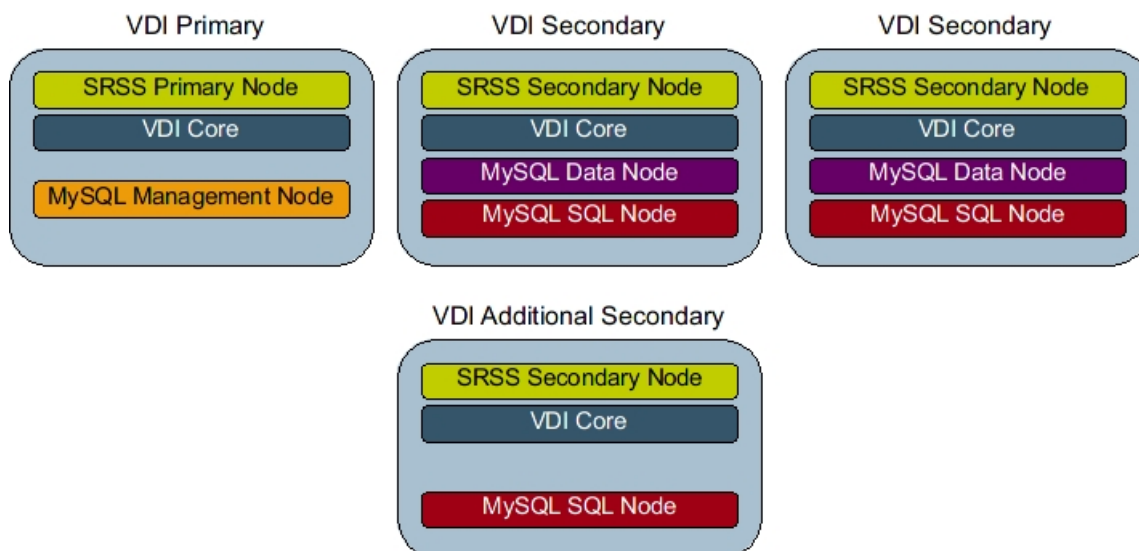 VDI Primary
SRSS Primary Node
VDI Core
MySQL Management Node
VDI Secondary
SRSS Secondary Node
VDI Core
MySQL Data Node
MySQL SQL Node
VDI Secondary
SRSS Secondary Node
VDI Core
MySQL Data Node
MySQL SQL Node
VDI Additional Secondary
SRSS Secondary Node
VDI Core
MySQL SQL Node